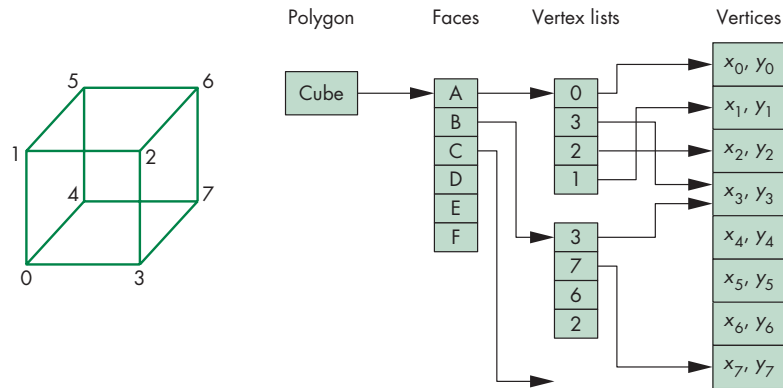 Polygon
Faces
Vertex lists
Vertices
5
6
1
2
4
7
0
3
Cube
A
B
C
D
E
F
0
3
2
1
3
7
6
2
x0, y0
x1, y1
x2, y2
x3, y3
x4, y4
x5, y5
x6, y6
x7, y7